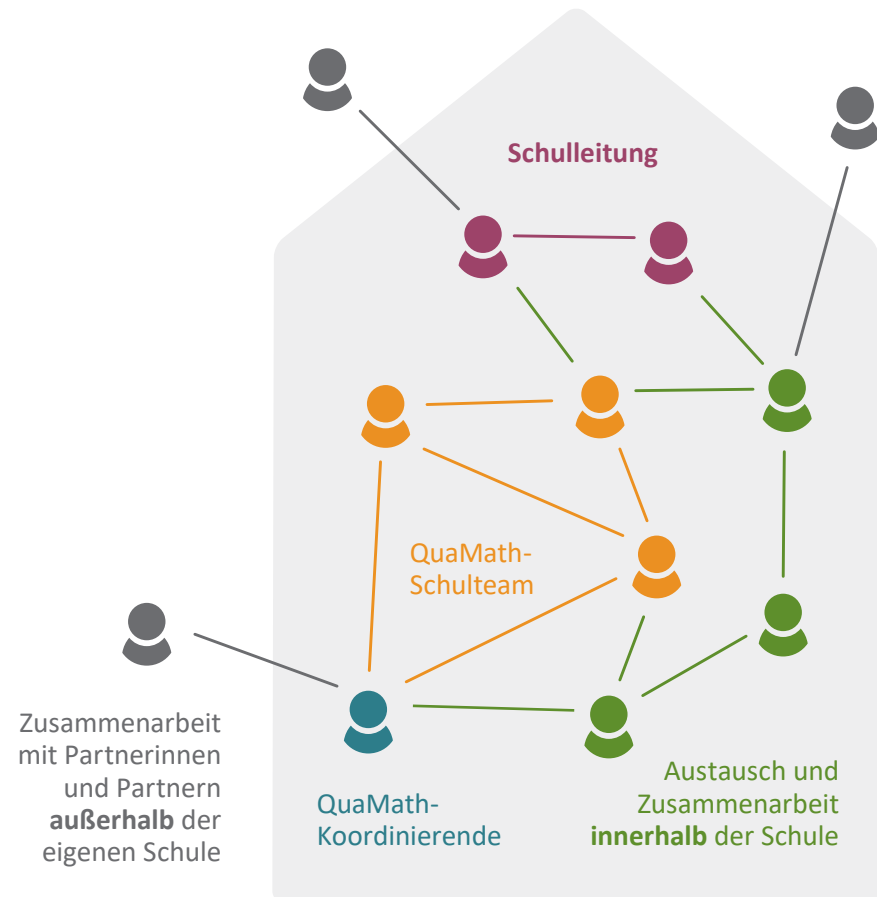 Schulleitung
QuaMath-
Schulteam
Zusammenarbeit
mit Partnerinnen
und Partnern
außerhalb der
eigenen Schule
QuaMath-
Koordinierende
Austausch und
Zusammenarbeit
innerhalb der Schule